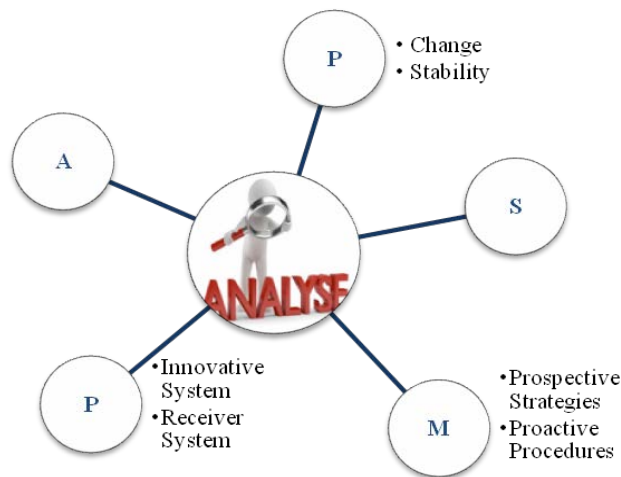 P
• Change
• Stability
A
S
ANALYSE
P
•Innovative
System
•Receiver
System
M
•Prospective
Strategies
•Proactive
Procedures